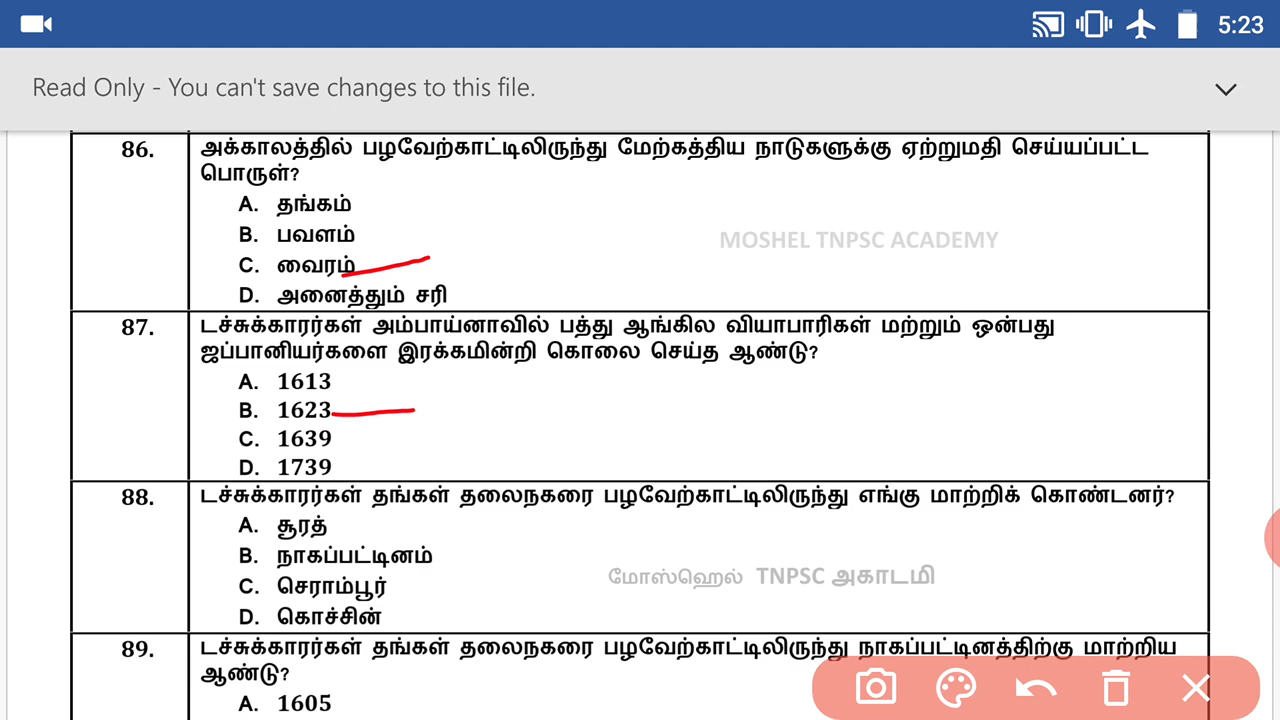 5:23
Read Only - You can't save changes to this file.
86. அக்காலத்தில் பழவேற்காட்டிலிருந்து மேற்கத்திய நாடுகளுக்கு ஏற்றுமதி செய்யப்பட்ட
பொருள்?
A. தங்கம்
B. பவளம்
MOSHEL TNPSC ACADEMY
C. வைரம்
D. அனைத்தும் சரி
87. டச்சுக்காரர்கள் அம்பாய்னாவில் பத்து ஆங்கில வியாபாரிகள் மற்றும் ஒன்பது
ஜப்பானியர்களை இரக்கமின்றி கொலை செய்த ஆண்டு?
A. 1613
B. 1623
C. 1639
D. 1739
88. டச்சுக்காரர்கள் தங்கள் தலைநகரை பழவேற்காட்டிலிருந்து எங்கு மாற்றிக் கொண்டனர்?
A. சூரத்
B. நாகப்பட்டினம்
மோஸ்ஹெல் TNPSC அகாடமி
C. செராம்பூர்
D. கொச்சின்
89. டச்சுக்காரர்கள் தங்கள் தலைநகரை பழவேற்காட்டிலிருந்து நாகப்பட்டினத்திற்கு மாற்றிய
ஆண்டு?
A. 1605